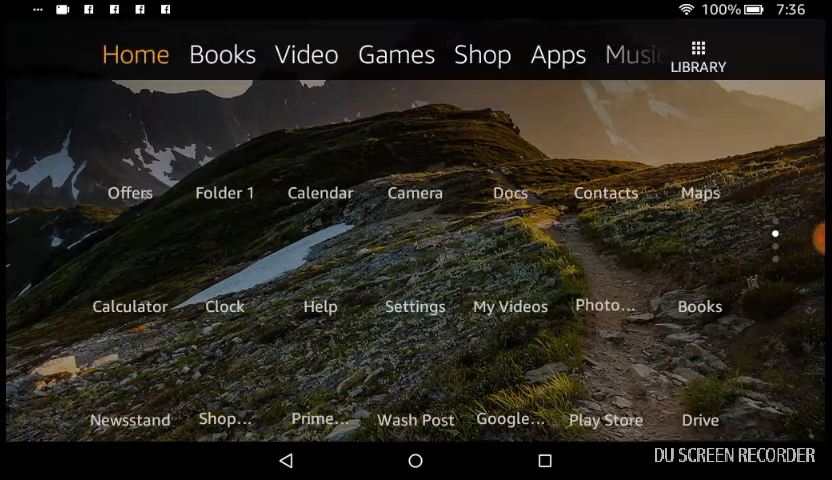 100% 7:36
Home Books Video Games Shop Apps Music LIBRARY
Offers Folder 1 Calendar Camera Docs Contacts Maps
Calculator Clock Help Settings My Videos Photo... Books
Newsstand Shop... Prime... Wash Post Google... Play Store Drive
DU SCREEN RECORDER